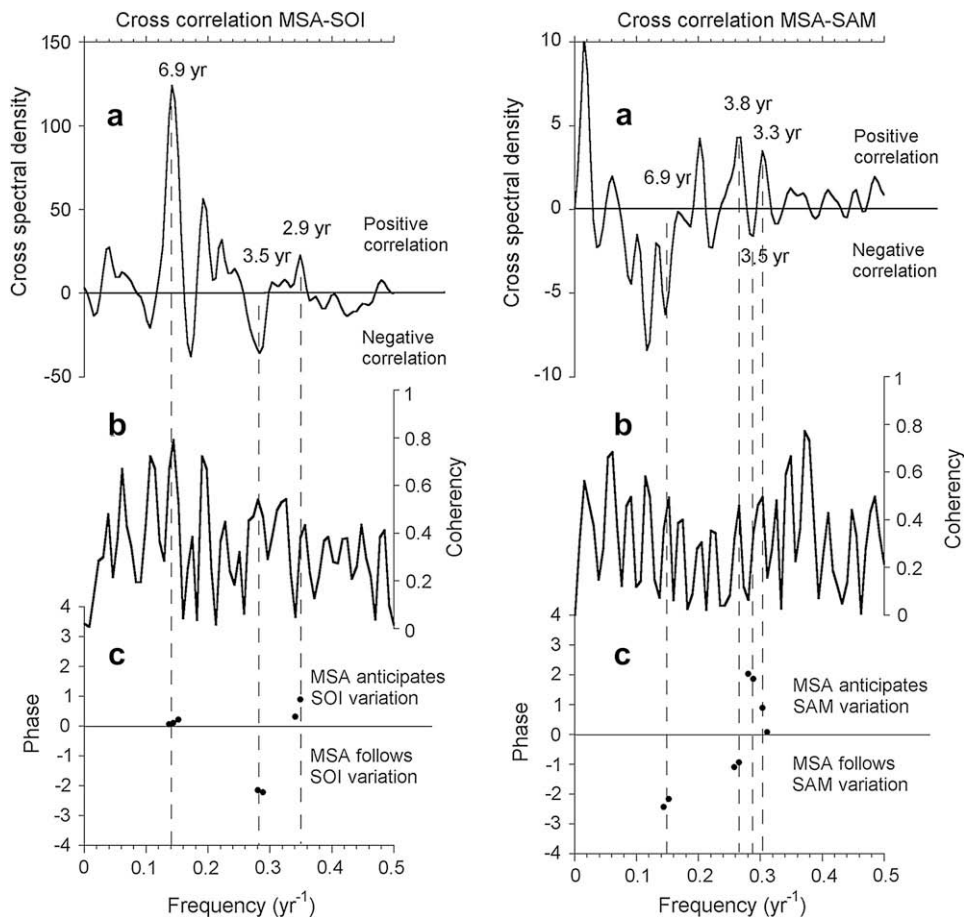 Cross correlation MSA-SOI
150
100
50
0
-50
Cross spectral density
a
6.9 yr
3.5 yr
2.9 yr
Positive
correlation
Negative
correlation
b
1
0.8
0.6
0.4
0.2
0
Coherency
c
4
3
2
1
0
-1
-2
-3
-4
Phase
MSA anticipates
SOI variation
MSA follows
SOI variation
0
0.1
0.2
0.3
0.4
0.5
Frequency (yr⁻¹)
Cross correlation MSA-SAM
10
5
0
-5
-10
Cross spectral density
a
6.9 yr
3.8 yr
3.3 yr
3.5 yr
Positive
correlation
Negative
correlation
b
1
0.8
0.6
0.4
0.2
0
Coherency
c
4
3
2
1
0
-1
-2
-3
-4
Phase
MSA anticipates
SAM variation
MSA follows
SAM variation
0
0.1
0.2
0.3
0.4
0.5
Frequency (yr⁻¹)